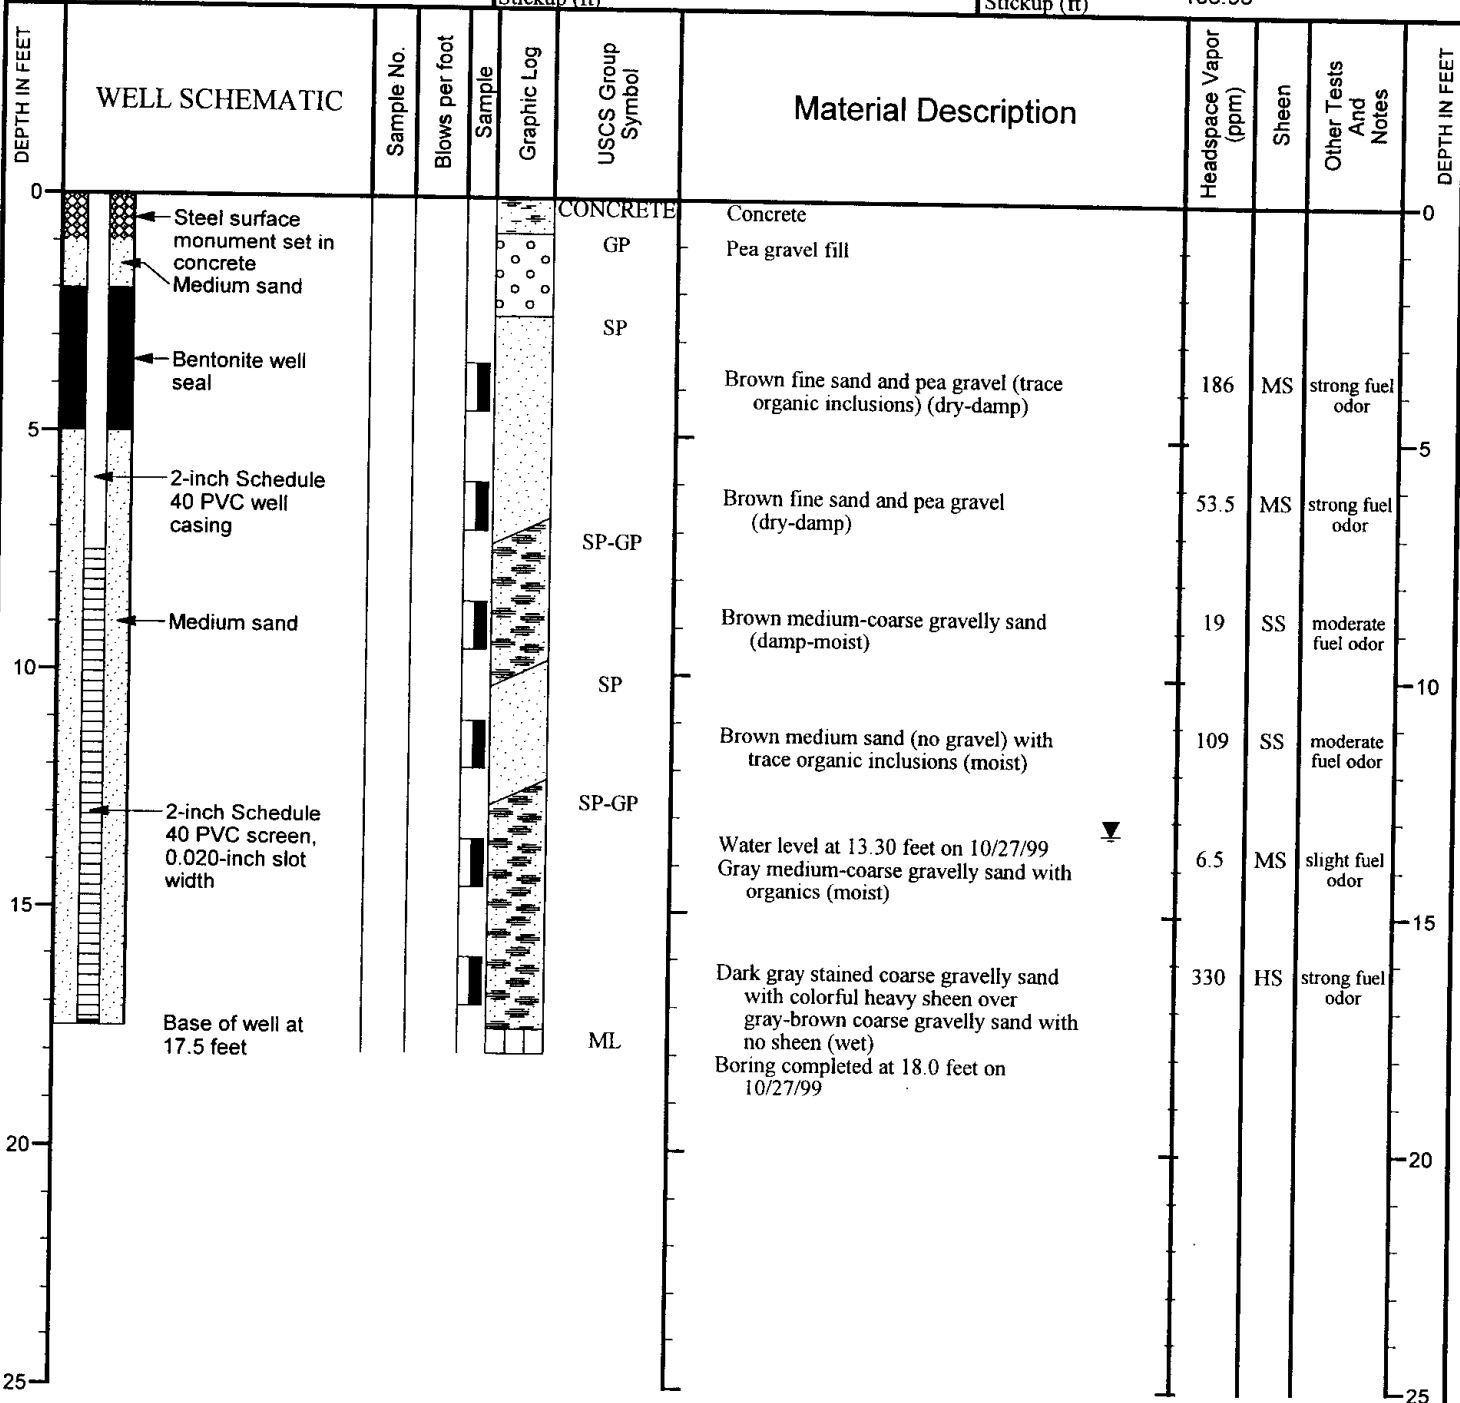 Stickup (ft)
Stickup (ft)
DEPTH IN FEET
WELL SCHEMATIC
Sample No.
Blows per foot
Sample
Graphic Log
USCS Group
Symbol
Material Description
Headspace Vapor
(ppm)
Sheen
Other Tests
And
Notes
DEPTH IN FEET
0
Steel surface
monument set in
concrete
Medium sand
CONCRETE
Concrete
0
GP
Pea gravel fill
SP
Bentonite well
seal
Brown fine sand and pea gravel (trace
organic inclusions) (dry-damp)
186
MS
strong fuel
odor
5
5
2-inch Schedule
40 PVC well
casing
Brown fine sand and pea gravel
(dry-damp)
53.5
MS
strong fuel
odor
SP-GP
Medium sand
Brown medium-coarse gravelly sand
(damp-moist)
19
SS
moderate
fuel odor
10
SP
10
Brown medium sand (no gravel) with
trace organic inclusions (moist)
109
SS
moderate
fuel odor
SP-GP
2-inch Schedule
40 PVC screen,
0.020-inch slot
width
Water level at 13.30 feet on 10/27/99
Gray medium-coarse gravelly sand with
organics (moist)
6.5
MS
slight fuel
odor
15
15
Dark gray stained coarse gravelly sand
with colorful heavy sheen over
gray-brown coarse gravelly sand with
no sheen (wet)
330
HS
strong fuel
odor
Base of well at
17.5 feet
ML
Boring completed at 18.0 feet on
10/27/99
20
20
25
25